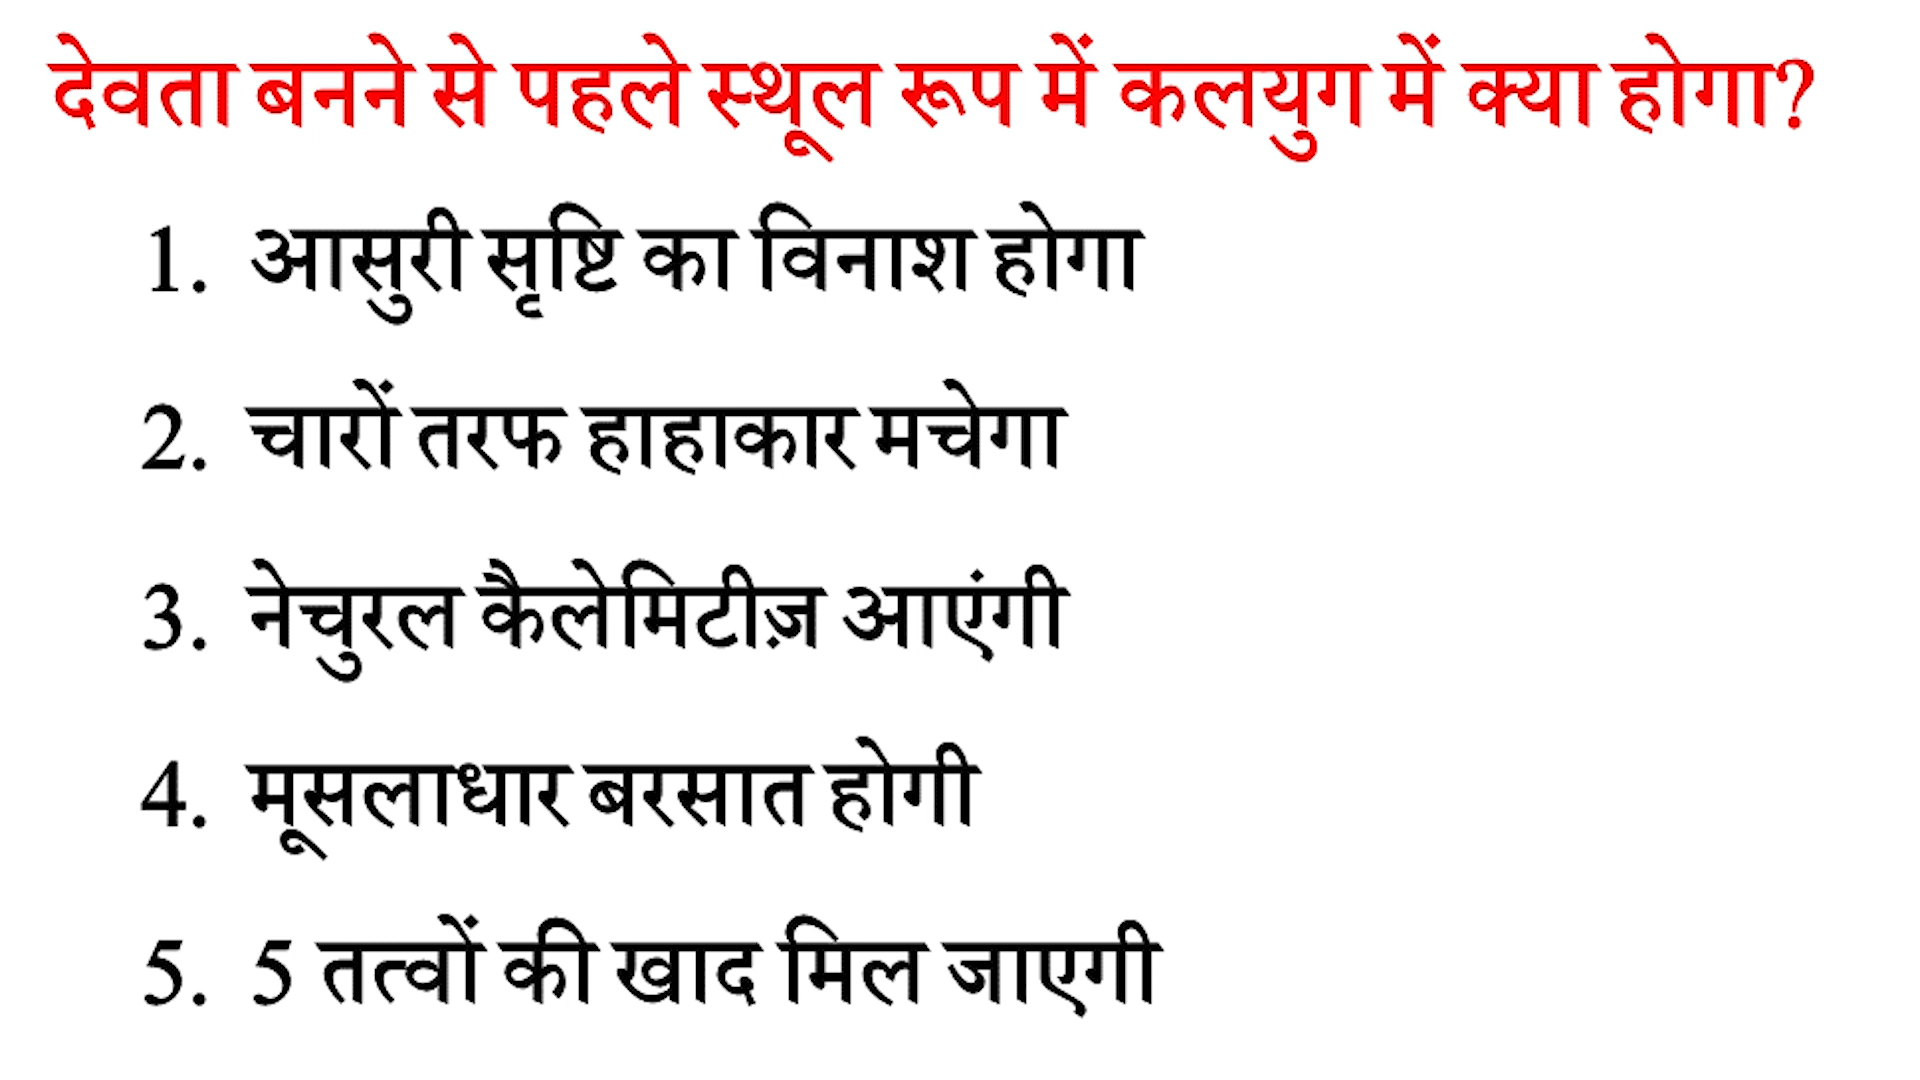 देवता बनने से पहले स्थूल रूप में कलयुग में क्या होगा?
1. आसुरी सृष्टि का विनाश होगा
2. चारों तरफ हाहाकार मचेगा
3. नेचुरल कैलेमिटीज़ आएंगी
4. मूसलाधार बरसात होगी
5. 5 तत्वों की खाद मिल जाएगी